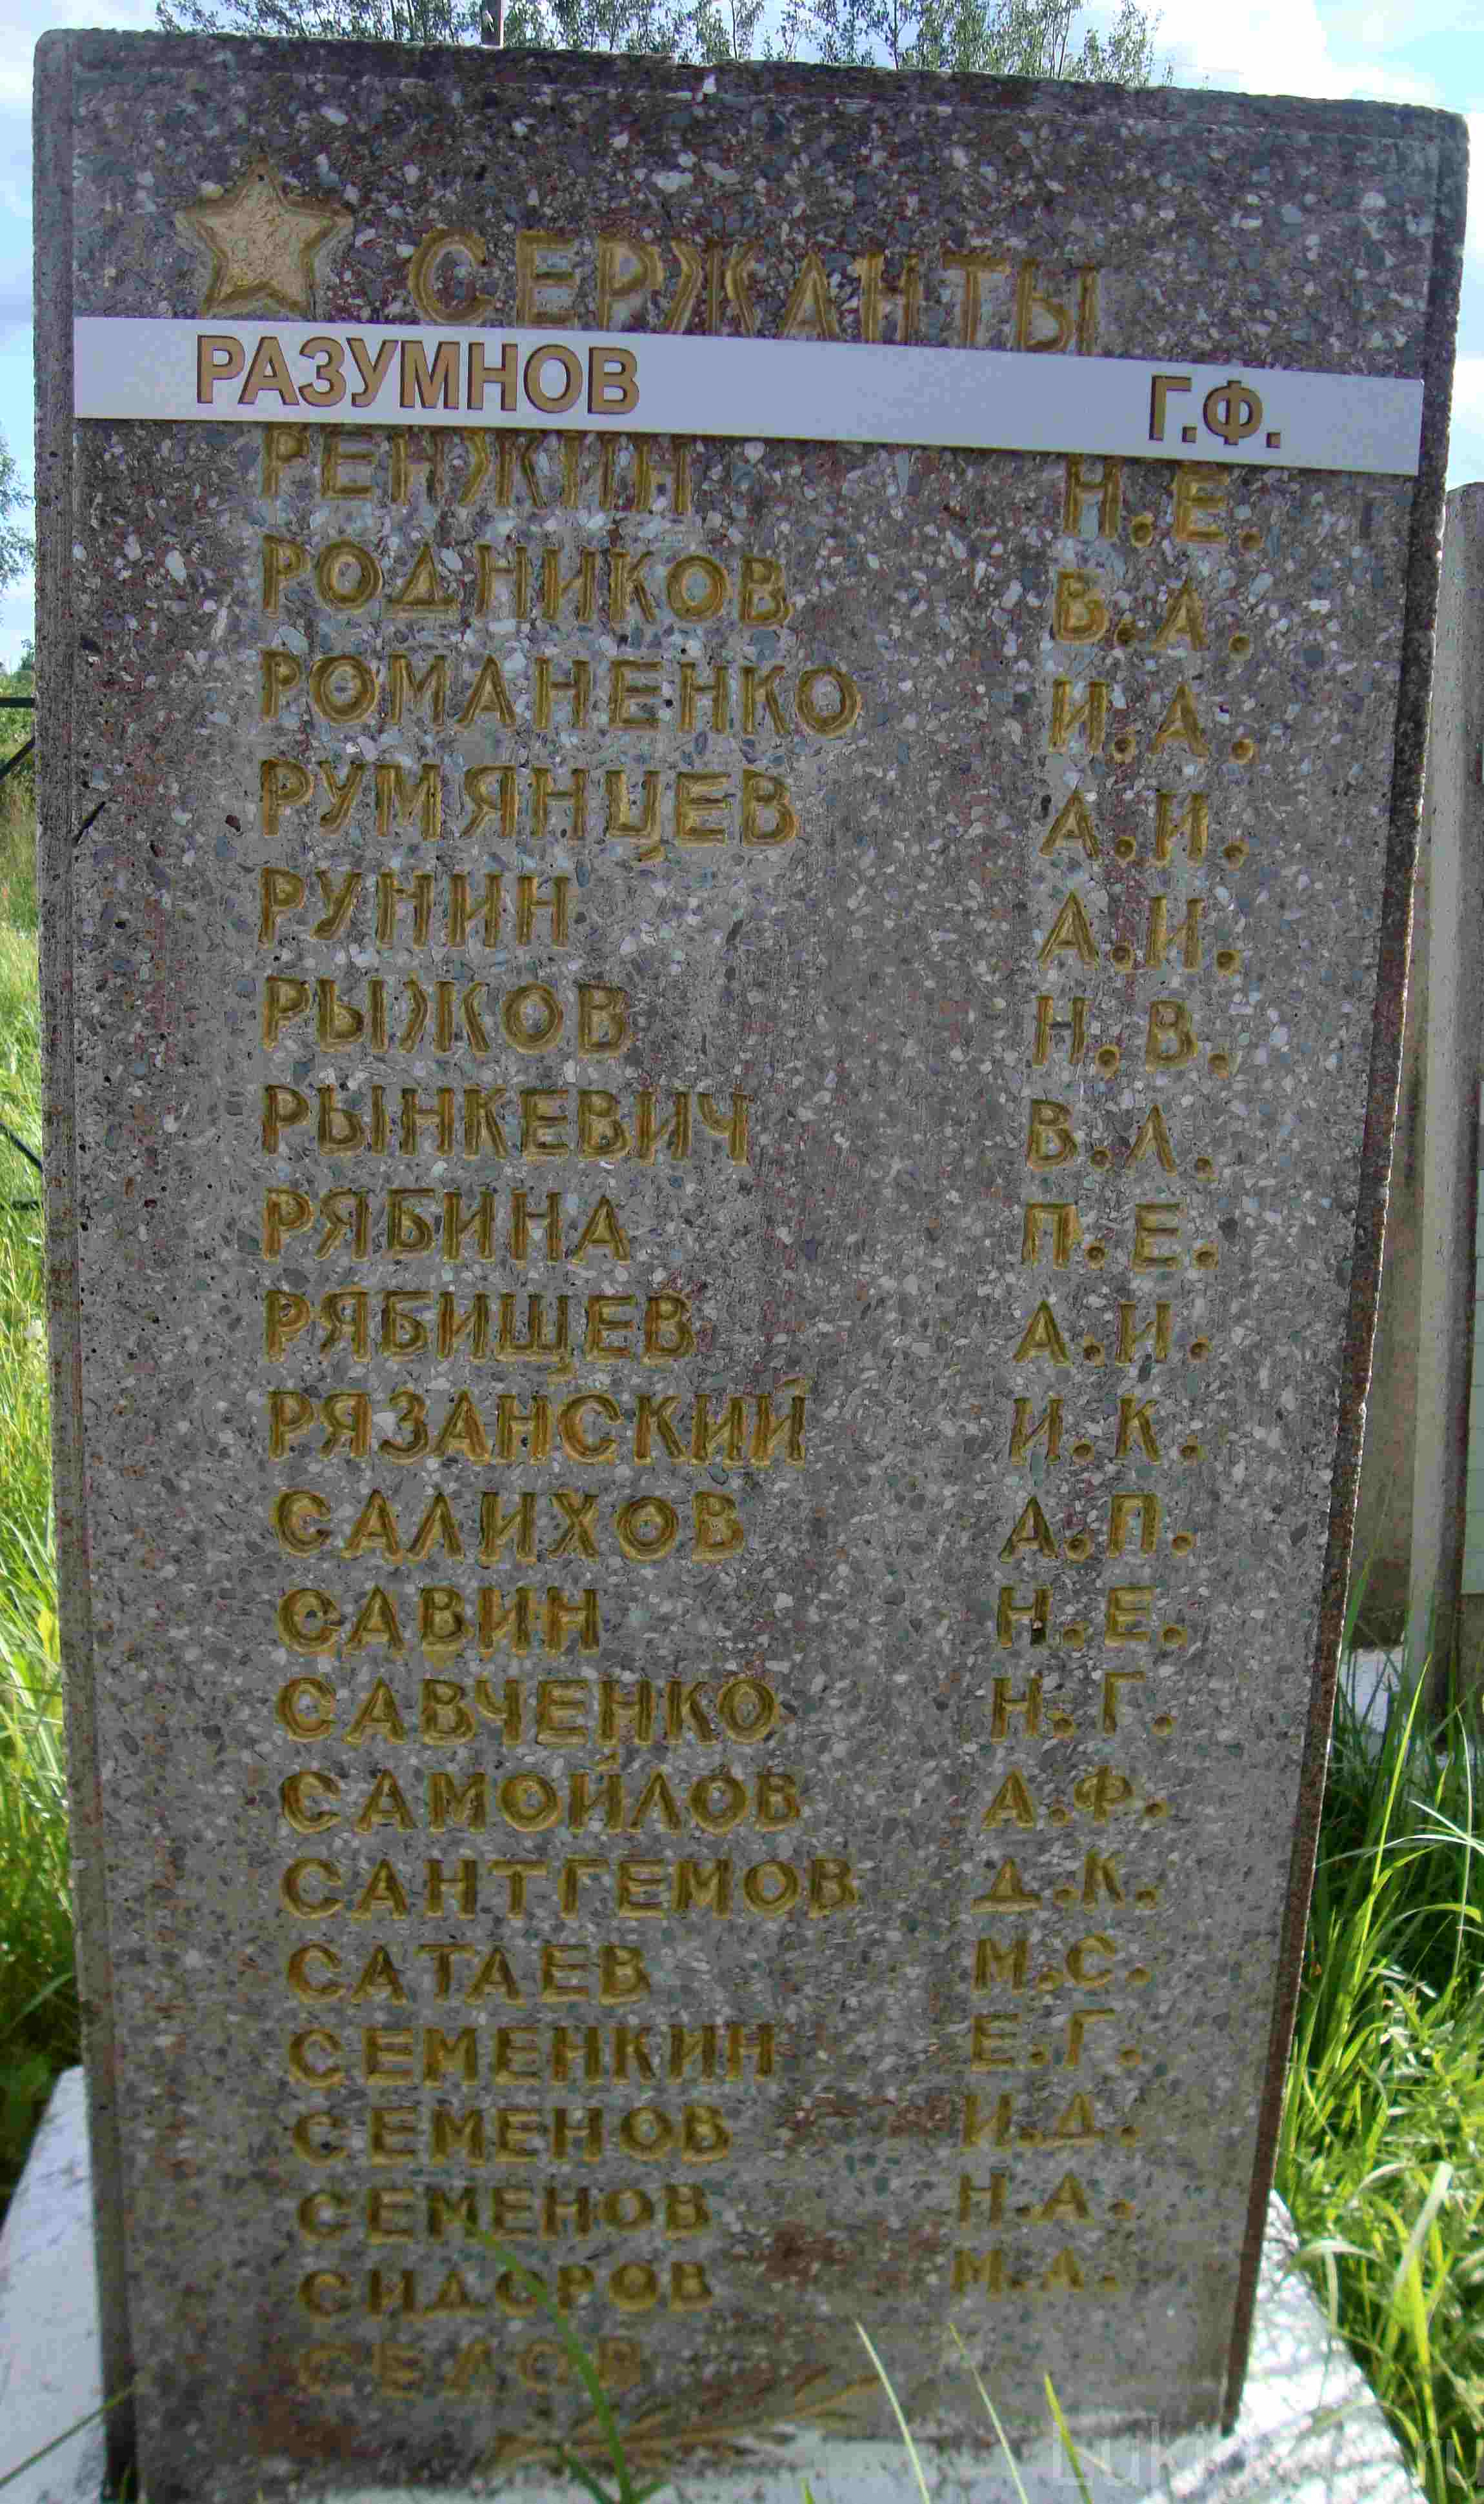 СЕРЖАНТЫ
РАЗУМНОВ Г.Ф.
РЕНЖИН Н.Е.
РОДНИКОВ В.А.
РОМАНЕНКО И.А.
РУМЯНЦЕВ А.И.
РУНИН А.И.
РЫЖОВ Н.В.
РЫНКЕВИЧ В.Л.
РЯБИНА П.Е.
РЯБИЩЕВ А.И.
РЯЗАНСКИЙ И.К.
САЛИХОВ А.П.
САВИН Н.Е.
САВЧЕНКО Н.Г.
САМОЙЛОВ А.Ф.
САНТГЕМОВ Д.К.
САТАЕВ М.С.
СЕМЕНКИН Е.Г.
СЕМЕНОВ И.Д.
СЕМЕНОВ Н.А.
СИДОРОВ М.А.